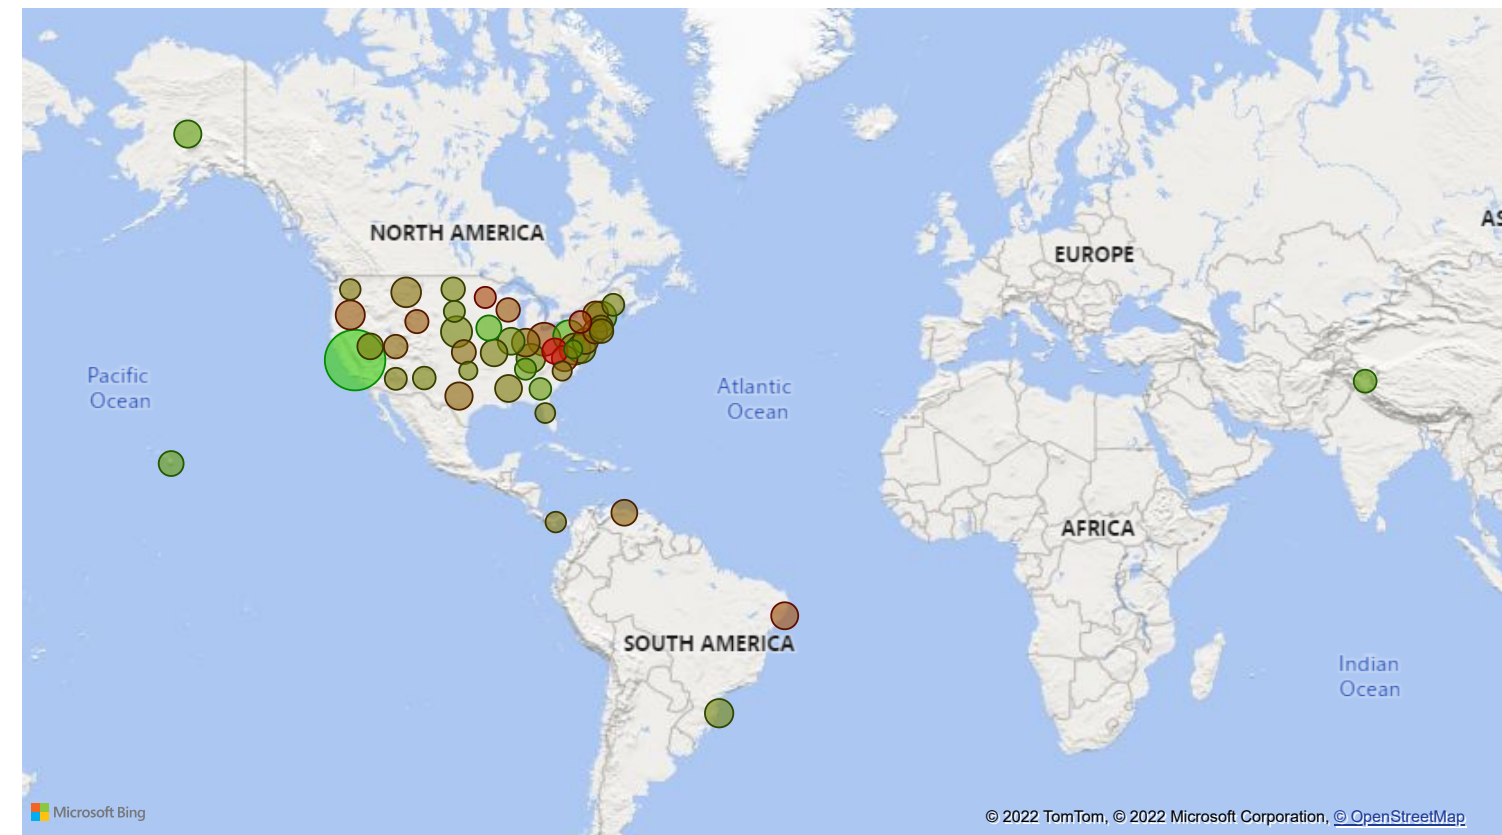 NORTH AMERICA
AS
EUROPE
Pacific
Ocean
Atlantic
Ocean
AFRICA
SOUTH AMERICA
Indian
Ocean
Microsoft Bing
© 2022 TomTom, © 2022 Microsoft Corporation, © OpenStreetMap